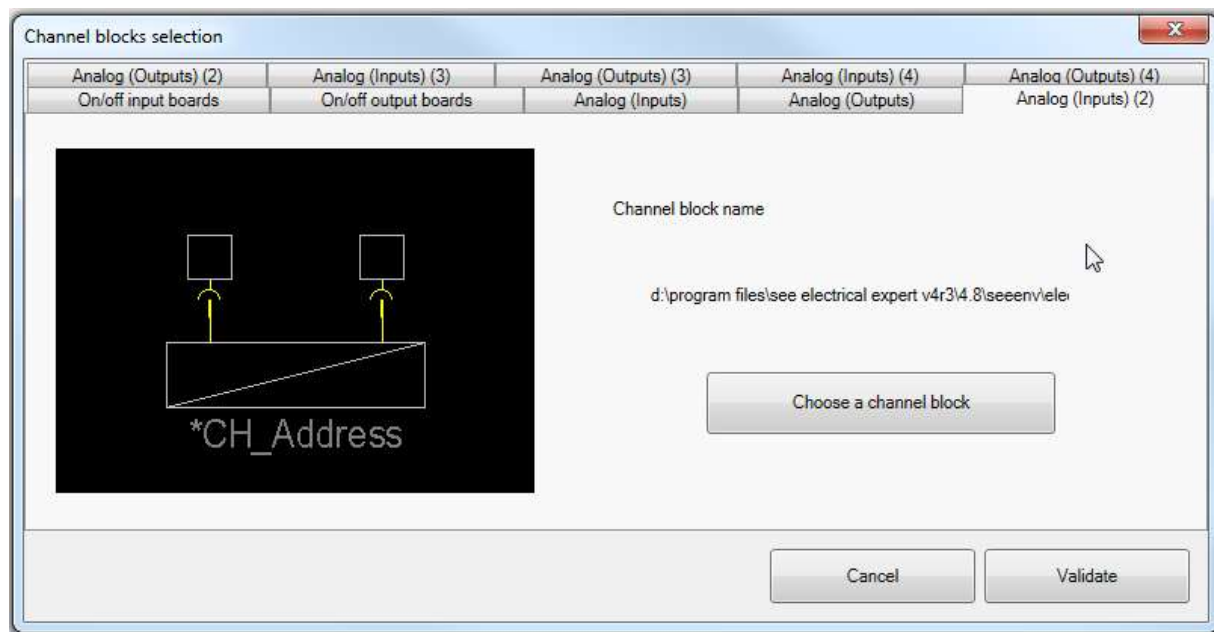 Channel blocks selection
Analog (Outputs) (2) Analog (Inputs) (3) Analog (Outputs) (3) Analog (Inputs) (4) Analog (Outputs) (4)
On/off input boards On/off output boards Analog (Inputs) Analog (Outputs) Analog (Inputs) (2)
Channel block name
d:\program files\see electrical expert v4r3\4.8\seeenv\ele
Choose a channel block
*CH_Address
Cancel Validate